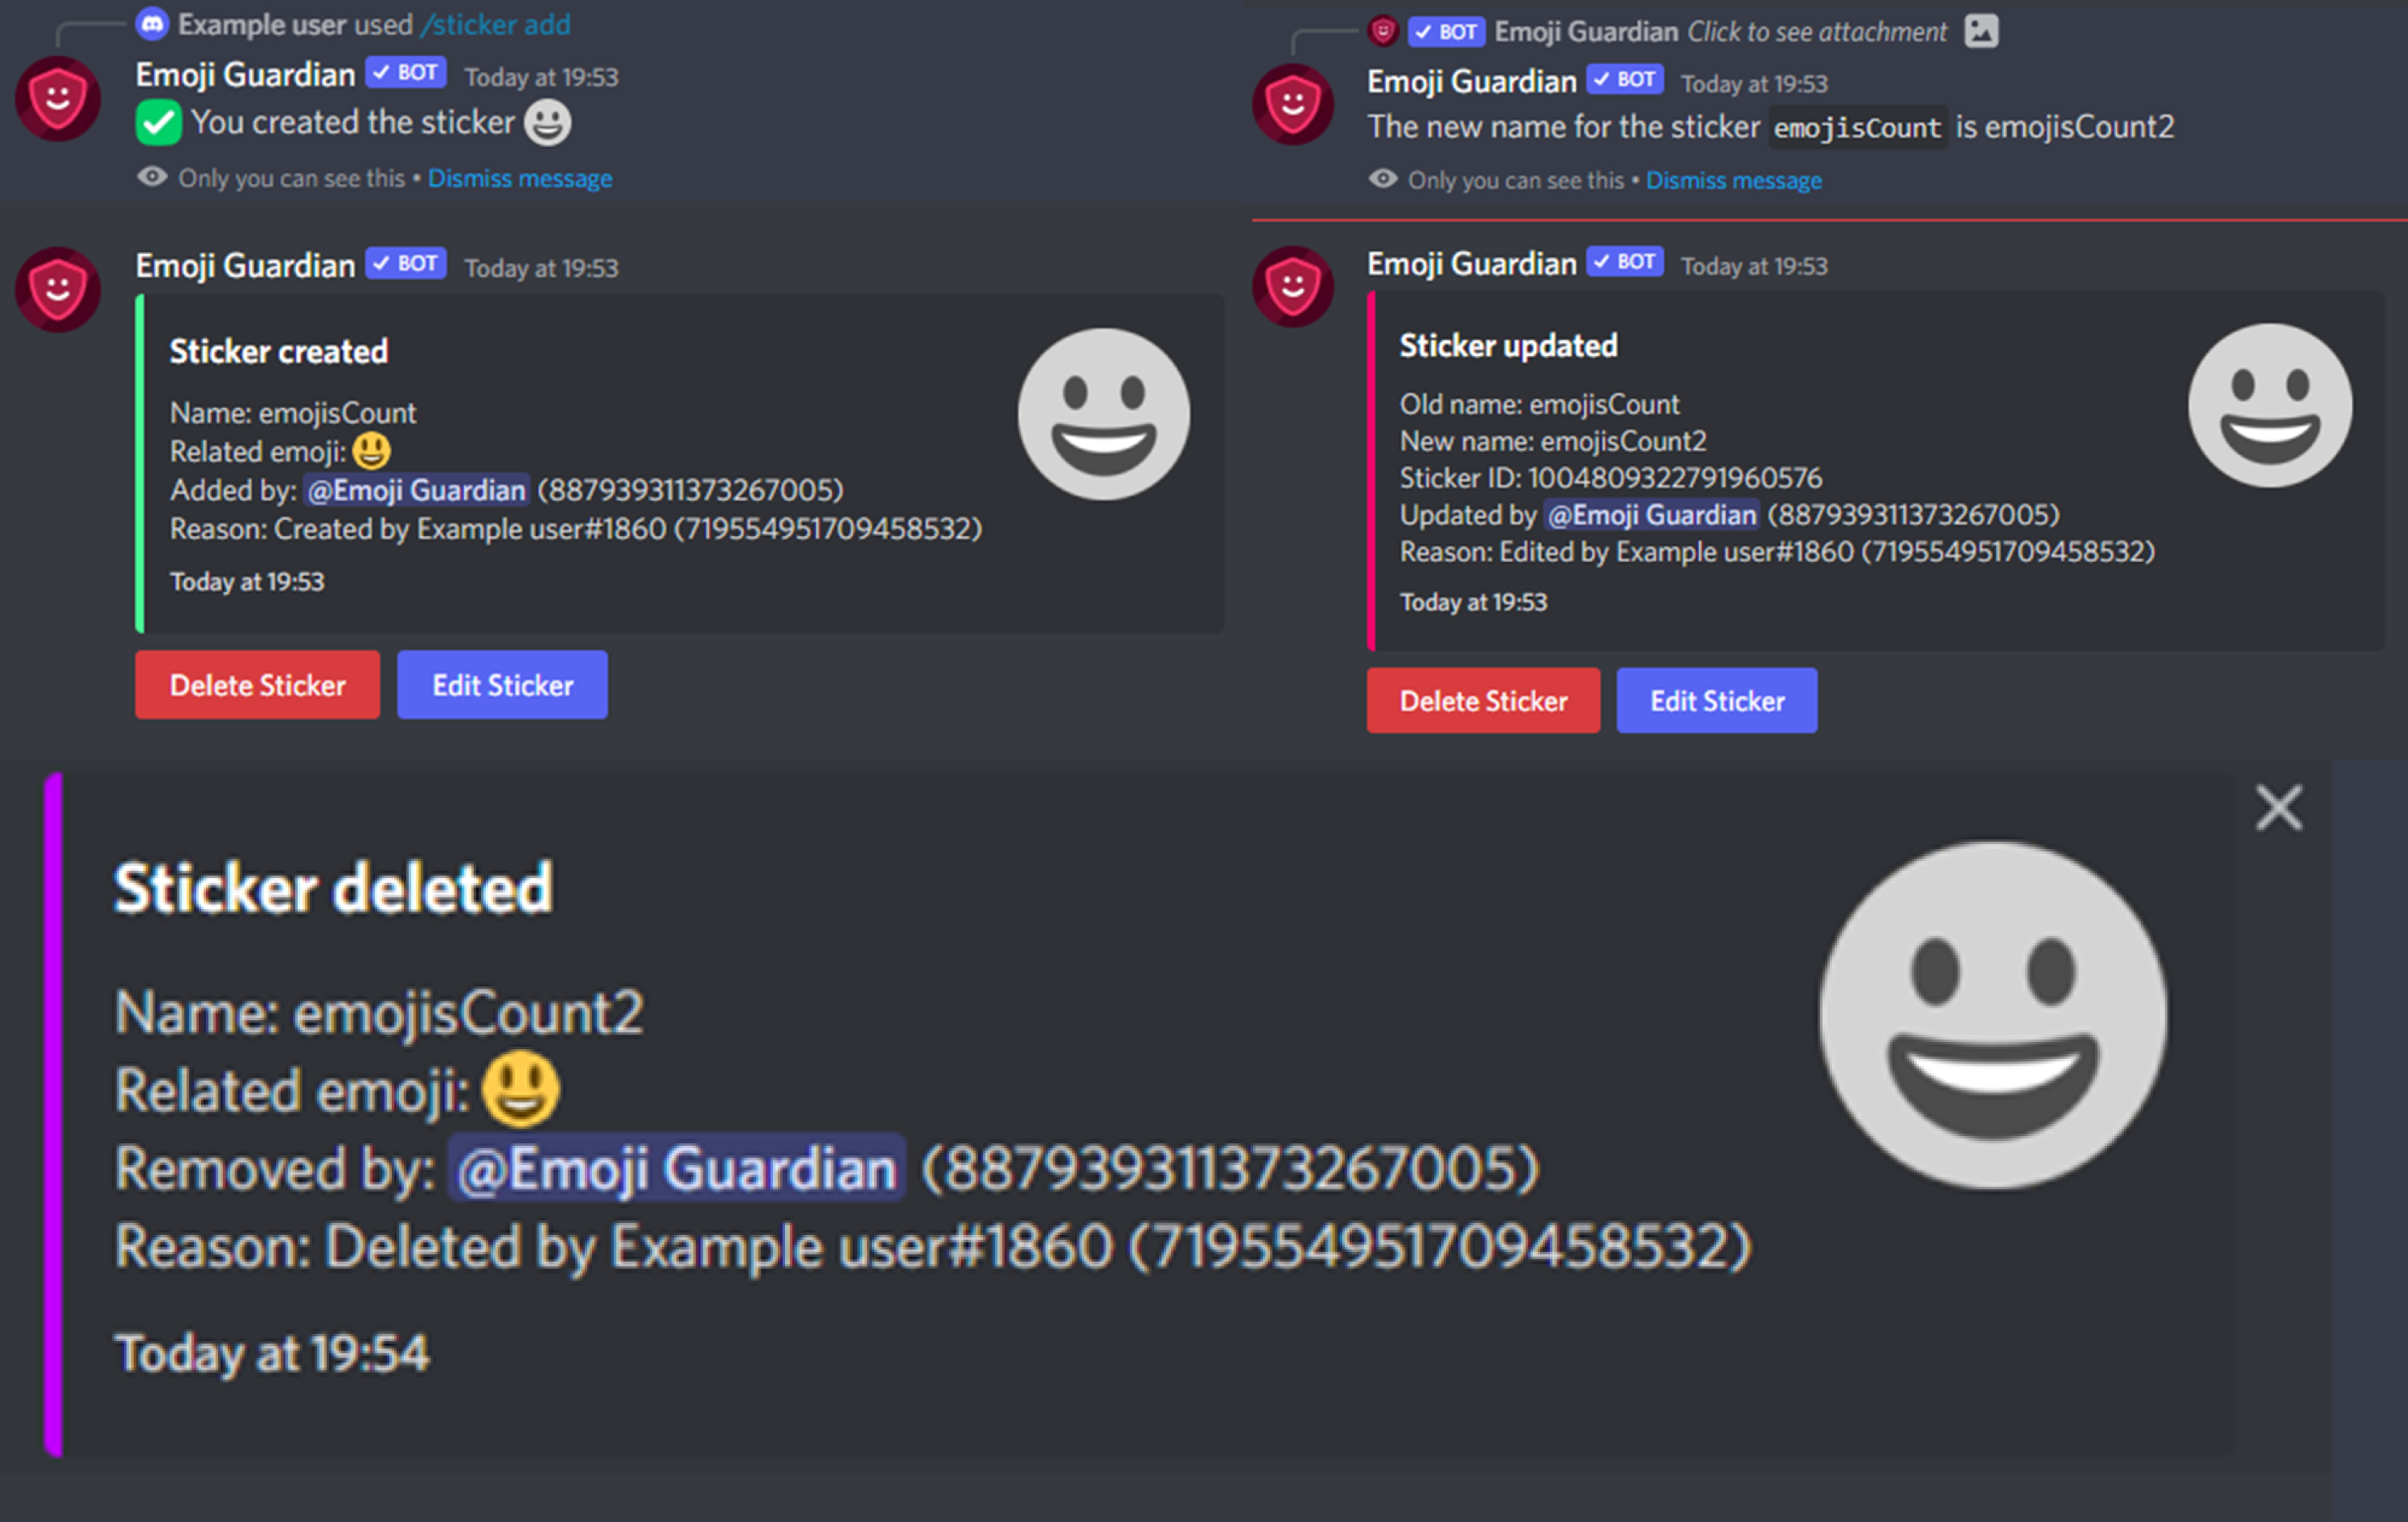 Example user used /sticker add
Emoji Guardian ✓ BOT Today at 19:53
✅ You created the sticker
Only you can see this • Dismiss message
Emoji Guardian ✓ BOT Today at 19:53
Sticker created
Name: emojisCount
Related emoji: 😃
Added by: @Emoji Guardian (887939311373267005)
Reason: Created by Example user#1860 (719554951709458532)
Today at 19:53
Delete Sticker Edit Sticker
✓ BOT Emoji Guardian Click to see attachment
Emoji Guardian ✓ BOT Today at 19:53
The new name for the sticker emojisCount is emojisCount2
Only you can see this • Dismiss message
Emoji Guardian ✓ BOT Today at 19:53
Sticker updated
Old name: emojisCount
New name: emojisCount2
Sticker ID: 1004809322791960576
Updated by @Emoji Guardian (887939311373267005)
Reason: Edited by Example user#1860 (719554951709458532)
Today at 19:53
Delete Sticker Edit Sticker
Sticker deleted
Name: emojisCount2
Related emoji: 😃
Removed by: @Emoji Guardian (887939311373267005)
Reason: Deleted by Example user#1860 (719554951709458532)
Today at 19:54